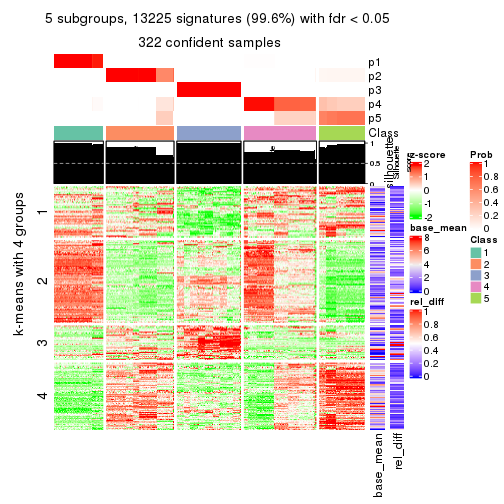 5 subgroups, 13225 signatures (99.6%) with fdr < 0.05
322 confident samples
p1
p2
p3
p4
p5
Class
1
0.5
0
Silhouette
silhouette
score
k-means with 4 groups
1
2
3
4
base_mean
rel_diff
z-score
2
1
0
-1
-2
base_mean
8
6
4
2
0
rel_diff
1
0.8
0.6
0.4
0.2
0
Prob
1
0.8
0.6
0.4
0.2
0
Class
1
2
3
4
5